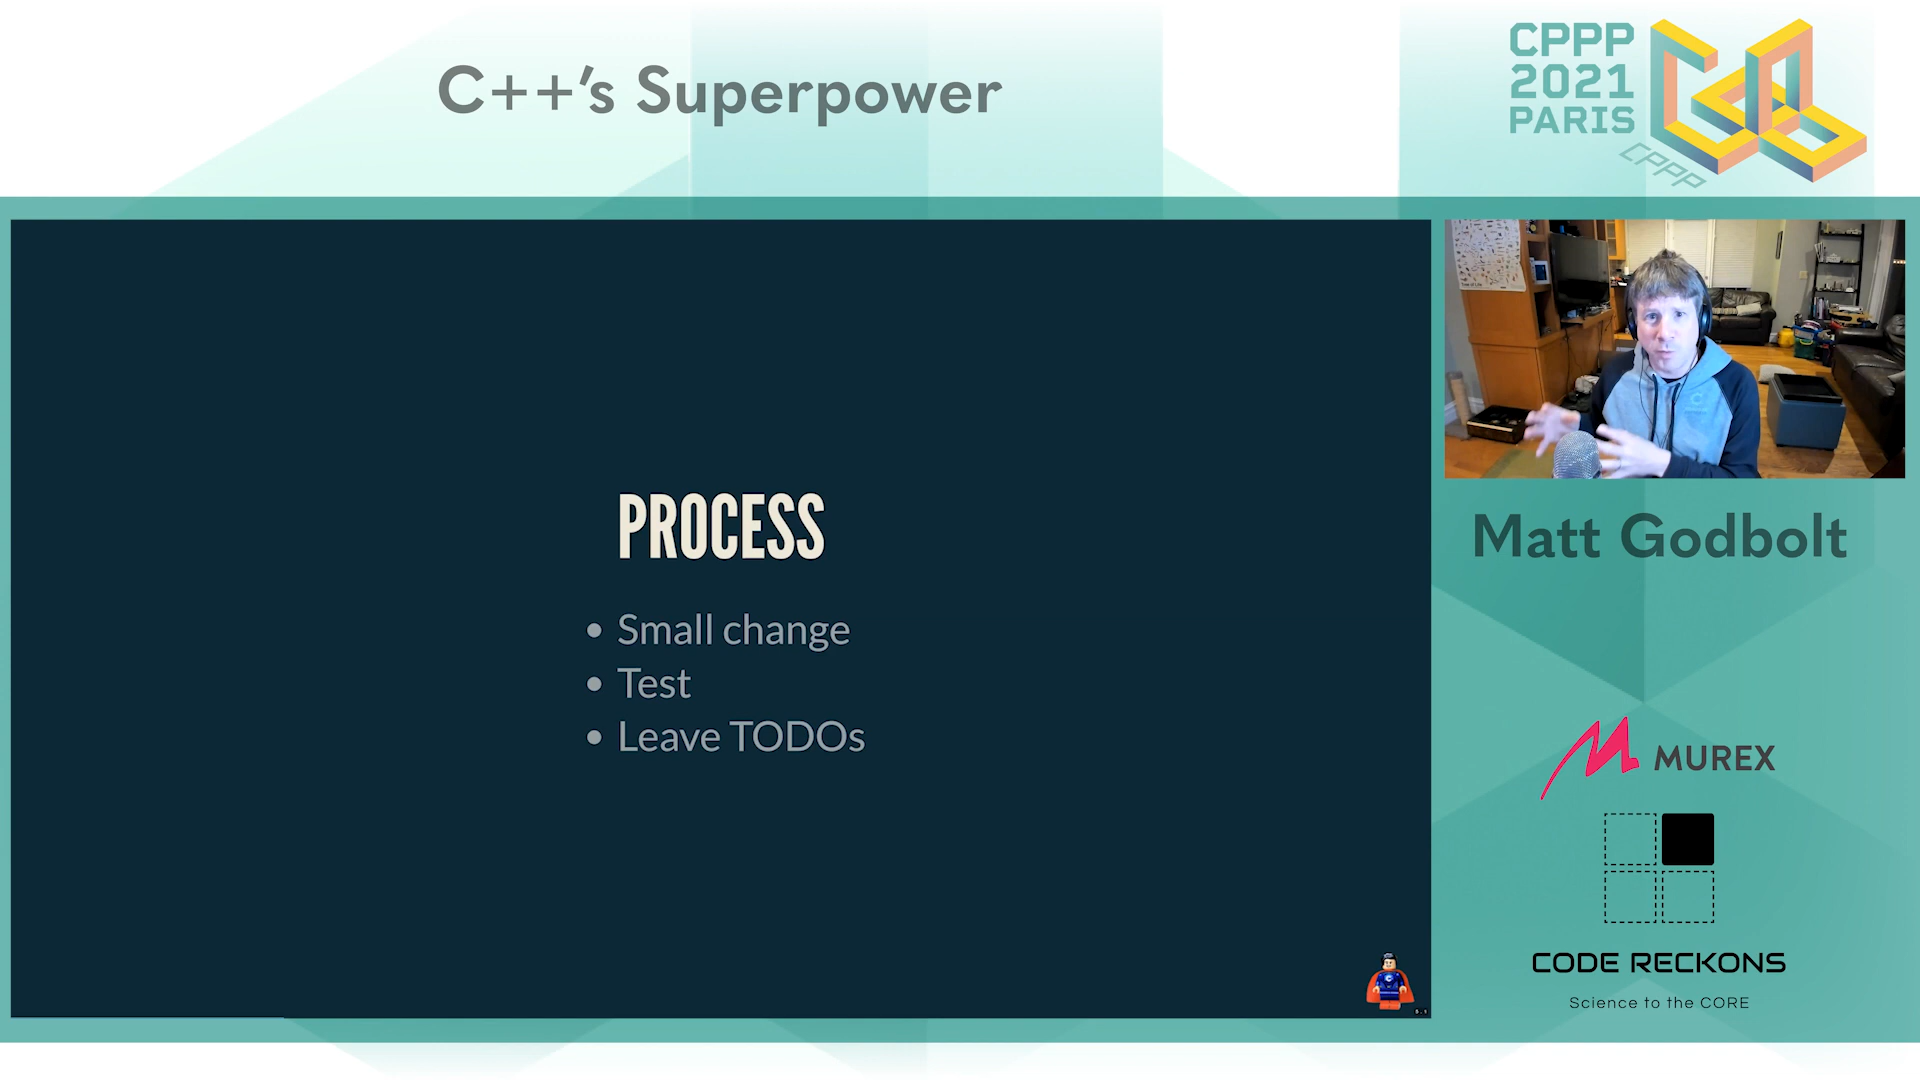 C++'s Superpower
CPPP
2021
PARIS
CPPP
PROCESS
• Small change
• Test
• Leave TODOs
Matt Godbolt
MUREX
CODE RECKONS
Science to the CORE